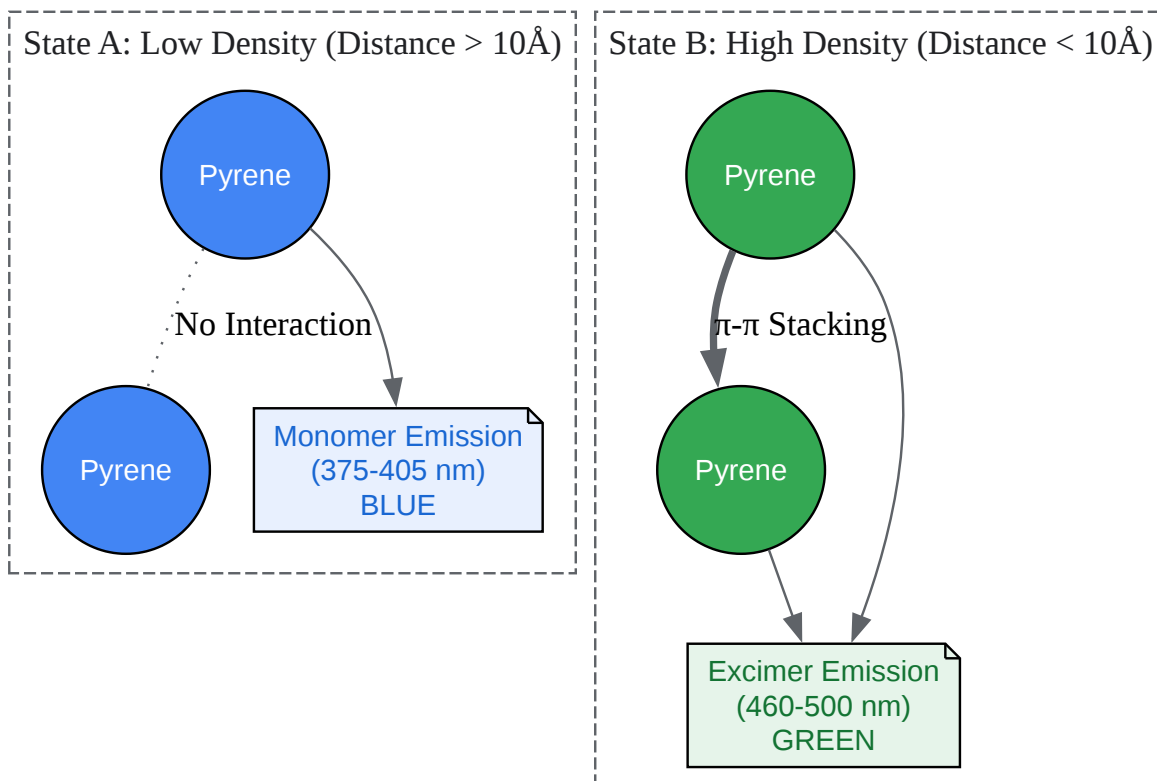 State A: Low Density (Distance > 10Å)
Pyrene
No Interaction
Pyrene
Monomer Emission
(375-405 nm)
BLUE
State B: High Density (Distance < 10Å)
Pyrene
π-π Stacking
Pyrene
Excimer Emission
(460-500 nm)
GREEN